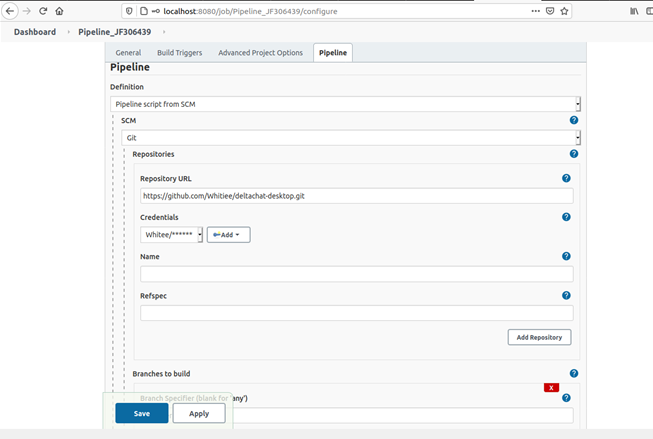 localhost:8080/job/Pipeline_JF306439/configure
Dashboard Pipeline_JF306439
General Build Triggers Advanced Project Options Pipeline
Pipeline
Definition
Pipeline script from SCM
SCM
Git
Repositories
Repository URL
https://github.com/Whitiee/deltachat-desktop.git
Credentials
Whitee/****** Add
Name
Refspec
Add Repository
Branches to build
X
Branch Specifier (blank for 'any')
Save Apply